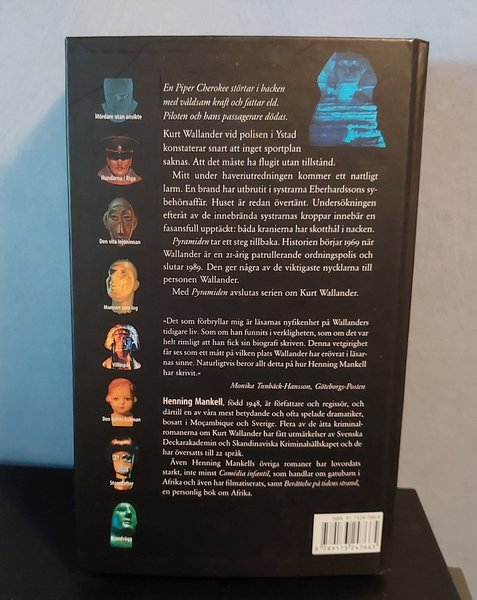 Mördare utan ansikte
Hundarna i Riga
Den vita lejoninnan
Mannen som log
Villospår
Den femte kvinnan
Steget efter
Brandvägg
En Piper Cherokee störtar i backen
med våldsam kraft och fattar eld.
Piloten och hans passagerare dödas.
Kurt Wallander vid polisen i Ystad
konstaterar snart att inget sportplan
saknas. Att det måste ha flugit utan tillstånd.
Mitt under haveriutredningen kommer ett nattligt
larm. En brand har utbrutit i systrarna Eberhardssons sy-
behörsaffär. Huset är redan övertänt. Undersökningen
efteråt av de innebrända systrarnas kroppar innebär en
fasansfull upptäckt: båda kranierna har skotthål i nacken.
Pyramiden tar ett steg tillbaka. Historien börjar 1969 när
Wallander är en 21-årig patrullerande ordningspolis och
slutar 1989. Den ger några av de viktigaste nycklarna till
personen Wallander.
Med Pyramiden avslutas serien om Kurt Wallander.
»Det som förbryllar mig är läsarnas nyfikenhet på Wallanders
tidigare liv. Som om han funnits i verkligheten, som om det var
helt rimligt att han fick sin biografi skriven. Denna vetgirighet
får ses som ett mått på vilken plats Wallander har erövrat i läsar-
nas sinne. Naturligtvis beror allt detta på hur Henning Mankell
har skrivit.«
Monika Tunbäck-Hansson, Göteborgs-Posten
Henning Mankell, född 1948, är författare och regissör, och
därtill en av våra mest betydande och ofta spelade dramatiker,
bosatt i Moçambique och Sverige. Flera av de åtta kriminal-
romanerna om Kurt Wallander har fått utmärkelser av Svenska
Deckarakademin och Skandinaviska Kriminalsällskapet och de
har översatts till 22 språk.
Även Henning Mankells övriga romaner har lovordats
starkt, inte minst Comédia infantil, som handlar om gatubarn i
Afrika och även har filmatiserats, samt Berättelse på tidens strand,
en personlig bok om Afrika.